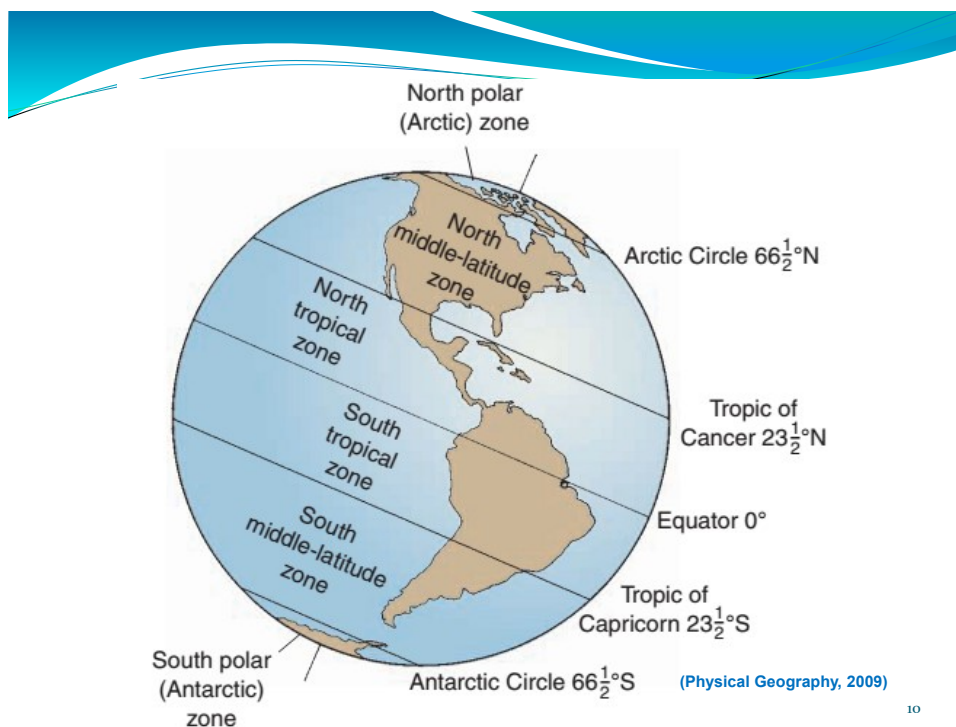 North polar
(Arctic) zone
North
middle-latitude
zone
Arctic Circle 66½°N
North
tropical
zone
Tropic of
Cancer 23½°N
South
tropical
zone
Equator 0°
South
middle-latitude
zone
Tropic of
Capricorn 23½°S
South polar
(Antarctic)
zone
Antarctic Circle 66½°S
(Physical Geography, 2009)
10